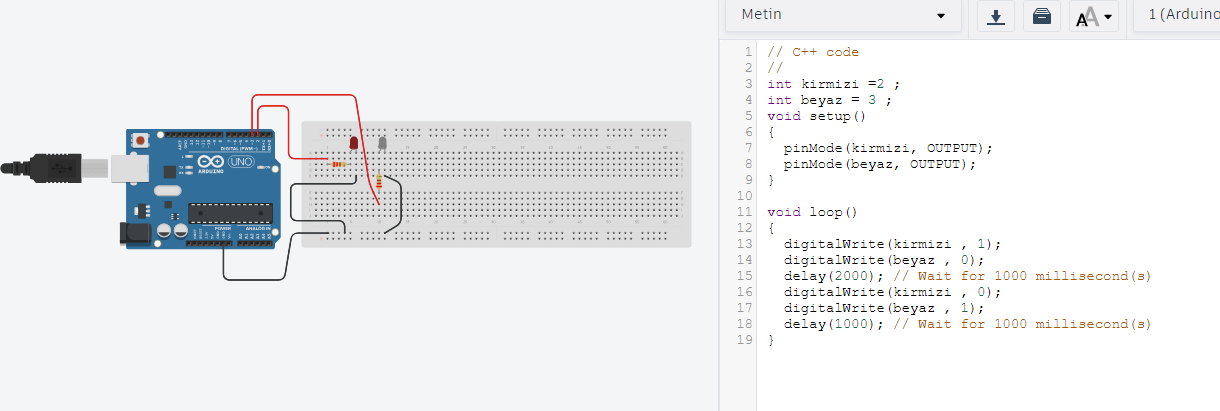 Metin
1 (Arduino
DIGITAL (PWM~)
UNO
ARDUINO
POWER
ANALOG IN
1 // C++ code
2 //
3 int kirmizi =2 ;
4 int beyaz = 3 ;
5 void setup()
6 {
7 pinMode(kirmizi, OUTPUT);
8 pinMode(beyaz, OUTPUT);
9 }
10
11 void loop()
12 {
13 digitalWrite(kirmizi , 1);
14 digitalWrite(beyaz , 0);
15 delay(2000); // Wait for 1000 millisecond(s)
16 digitalWrite(kirmizi , 0);
17 digitalWrite(beyaz , 1);
18 delay(1000); // Wait for 1000 millisecond(s)
19 }